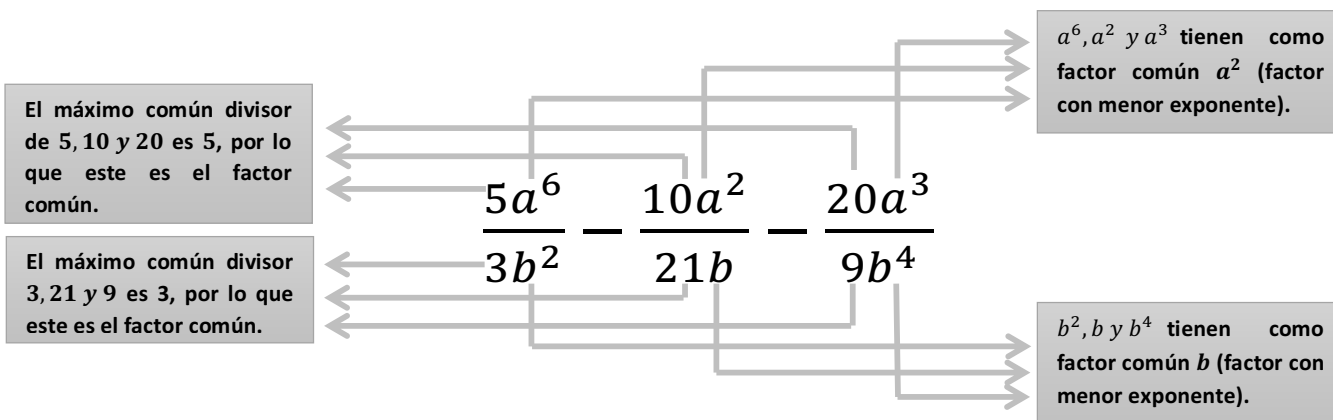 El máximo común divisor
de 5, 10 y 20 es 5, por lo
que este es el factor
común.
El máximo común divisor
3, 21 y 9 es 3, por lo que
este es el factor común.
5a⁶/3b² − 10a²/21b − 20a³/9b⁴
a⁶, a² y a³ tienen como
factor común a² (factor
con menor exponente).
b², b y b⁴ tienen como
factor común b (factor con
menor exponente).